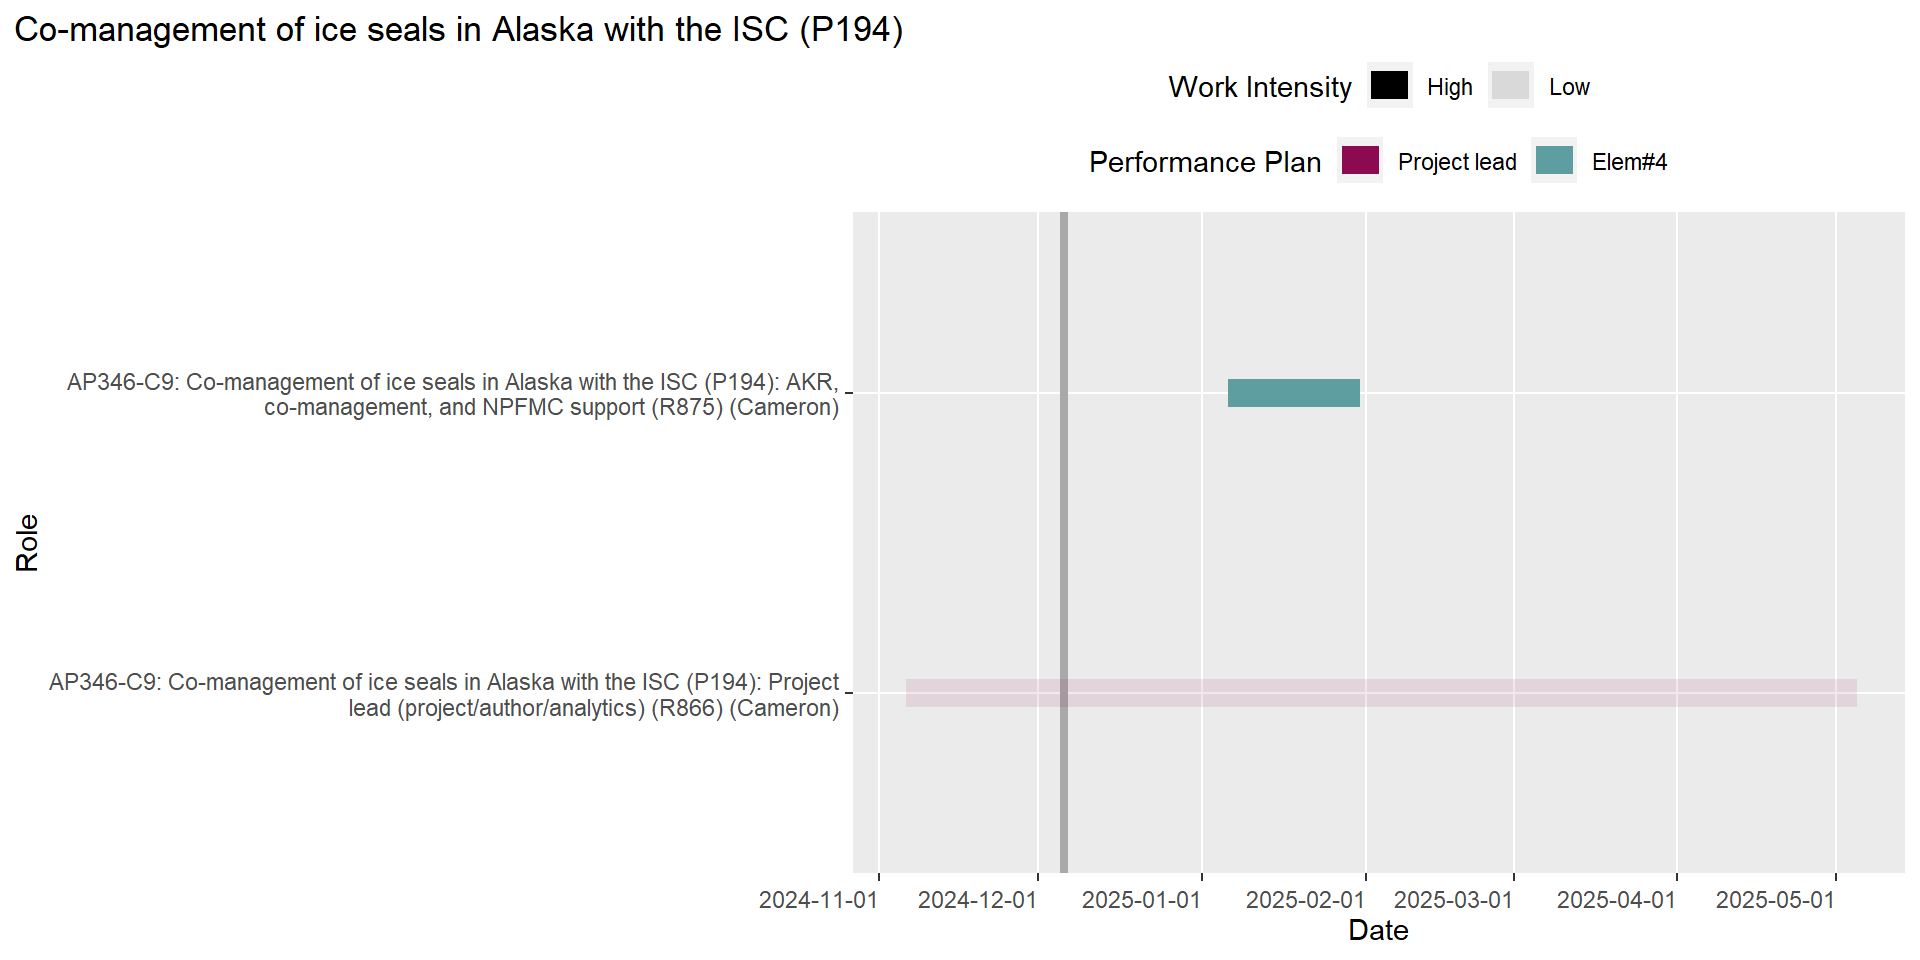 Co-management of ice seals in Alaska with the ISC (P194)
Work Intensity High Low
Performance Plan Project lead Elem#4
AP346-C9: Co-management of ice seals in Alaska with the ISC (P194): AKR,
co-management, and NPFMC support (R875) (Cameron)
Role
AP346-C9: Co-management of ice seals in Alaska with the ISC (P194): Project
lead (project/author/analytics) (R866) (Cameron)
2024-11-01 2024-12-01 2025-01-01 2025-02-01 2025-03-01 2025-04-01 2025-05-01
Date